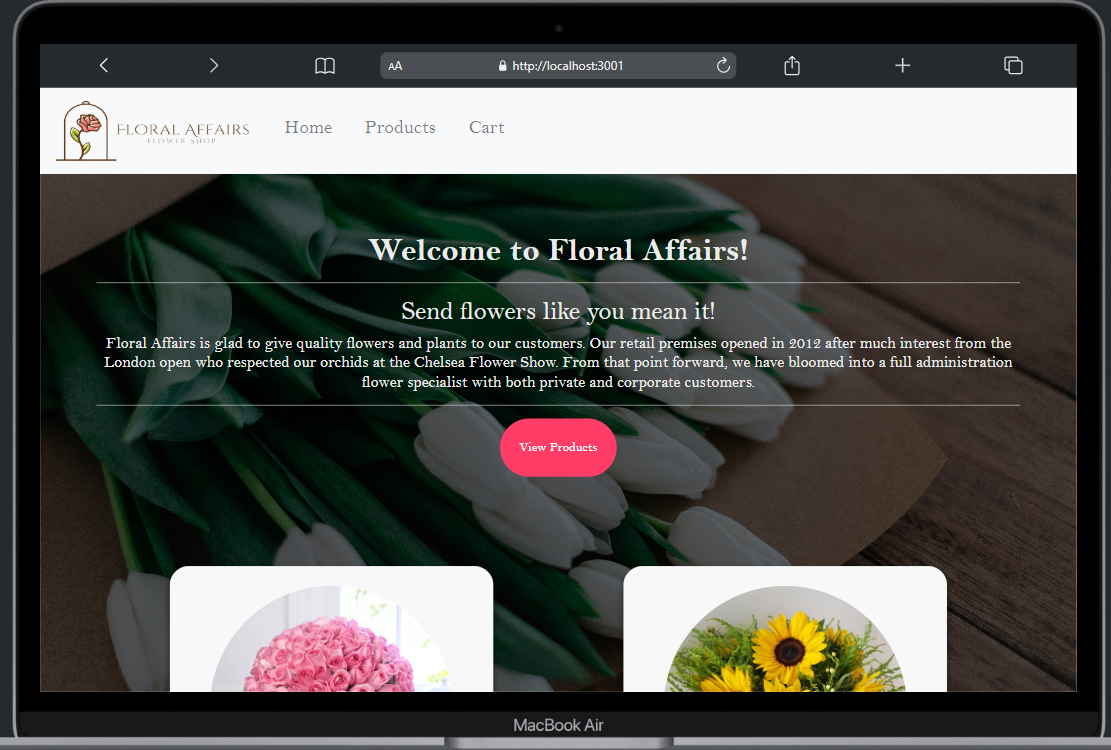 AA http://localhost:3001
FLORAL AFFAIRS Home Products Cart
FLOWER SHOP
Welcome to Floral Affairs!
Send flowers like you mean it!
Floral Affairs is glad to give quality flowers and plants to our customers. Our retail premises opened in 2012 after much interest from the
London open who respected our orchids at the Chelsea Flower Show. From that point forward, we have bloomed into a full administration
flower specialist with both private and corporate customers.
View Products
MacBook Air